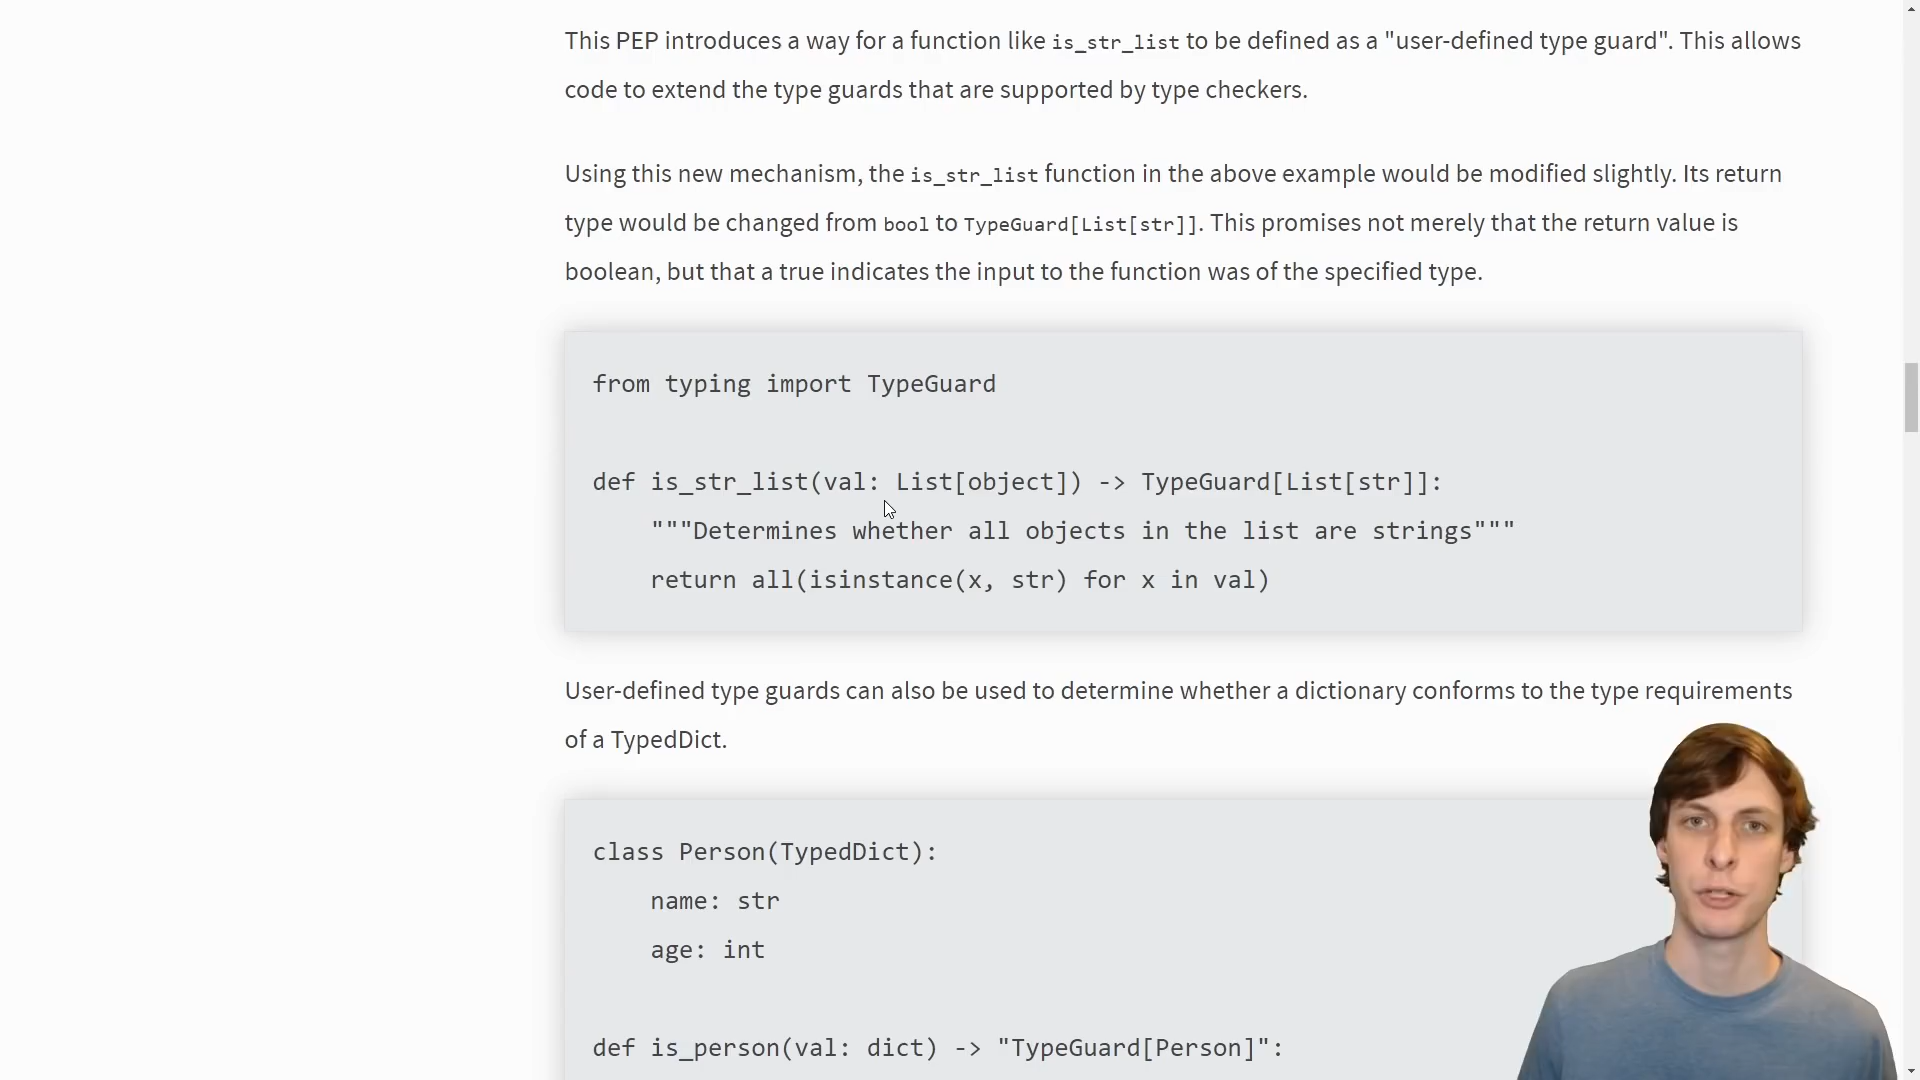 This PEP introduces a way for a function like is_str_list to be defined as a "user-defined type guard". This allows
code to extend the type guards that are supported by type checkers.
Using this new mechanism, the is_str_list function in the above example would be modified slightly. Its return
type would be changed from bool to TypeGuard[List[str]]. This promises not merely that the return value is
boolean, but that a true indicates the input to the function was of the specified type.
from typing import TypeGuard
def is_str_list(val: List[object]) -> TypeGuard[List[str]]:
    """Determines whether all objects in the list are strings"""
    return all(isinstance(x, str) for x in val)
User-defined type guards can also be used to determine whether a dictionary conforms to the type requirements
of a TypedDict.
class Person(TypedDict):
    name: str
    age: int
def is_person(val: dict) -> "TypeGuard[Person]":